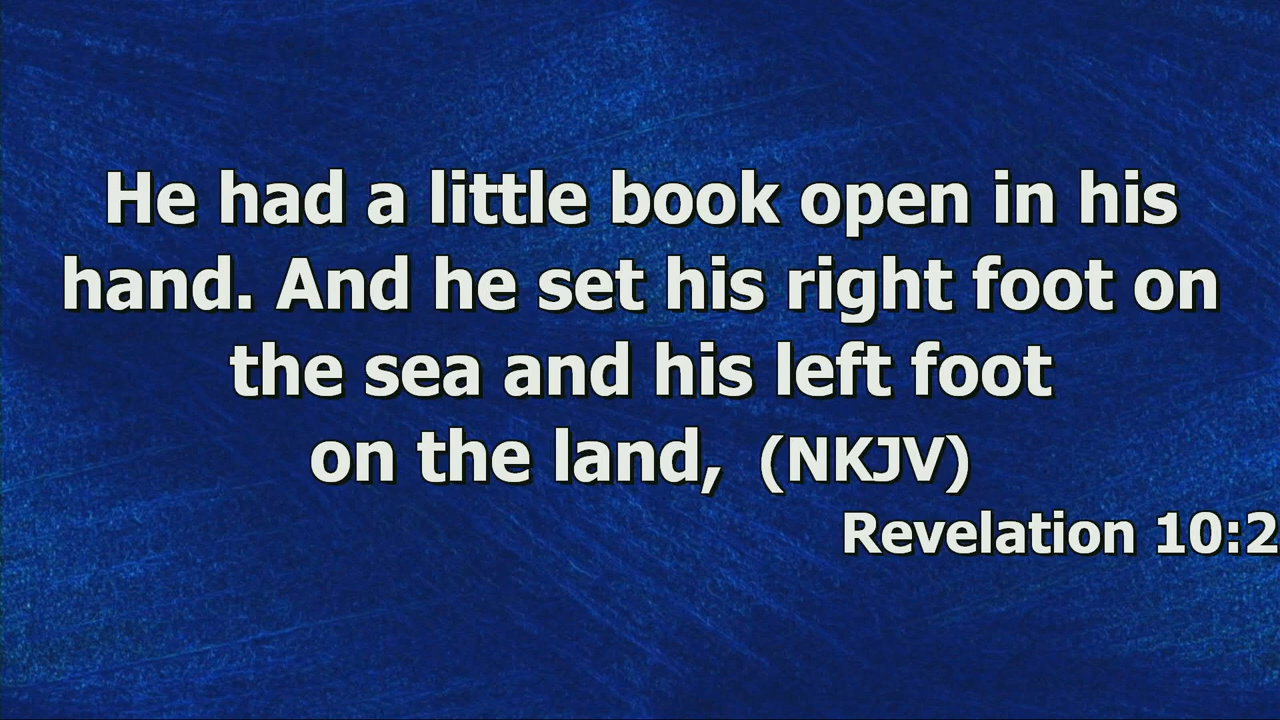 He had a little book open in his
hand. And he set his right foot on
the sea and his left foot
on the land, (NKJV)
Revelation 10:2